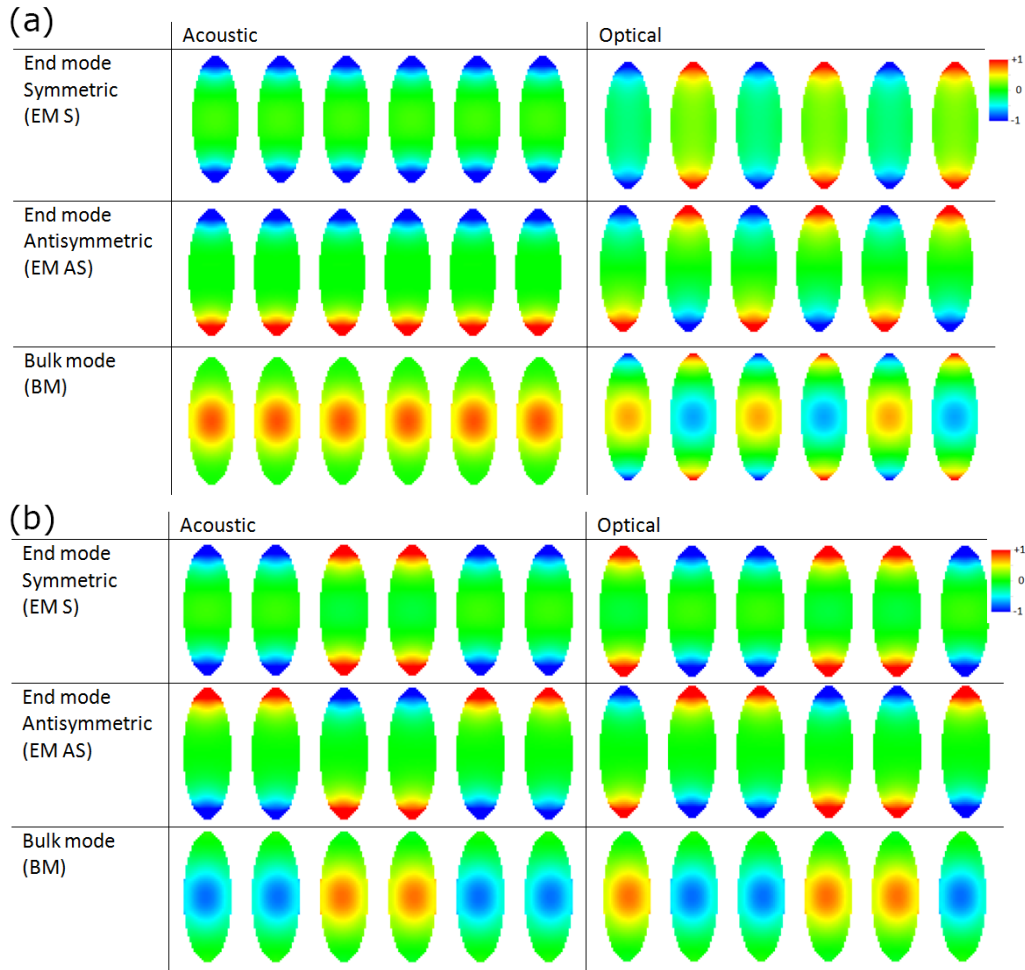 (a)
Acoustic
Optical
End mode
Symmetric
(EM S)
+1
0
-1
End mode
Antisymmetric
(EM AS)
Bulk mode
(BM)
(b)
Acoustic
Optical
End mode
Symmetric
(EM S)
+1
0
-1
End mode
Antisymmetric
(EM AS)
Bulk mode
(BM)